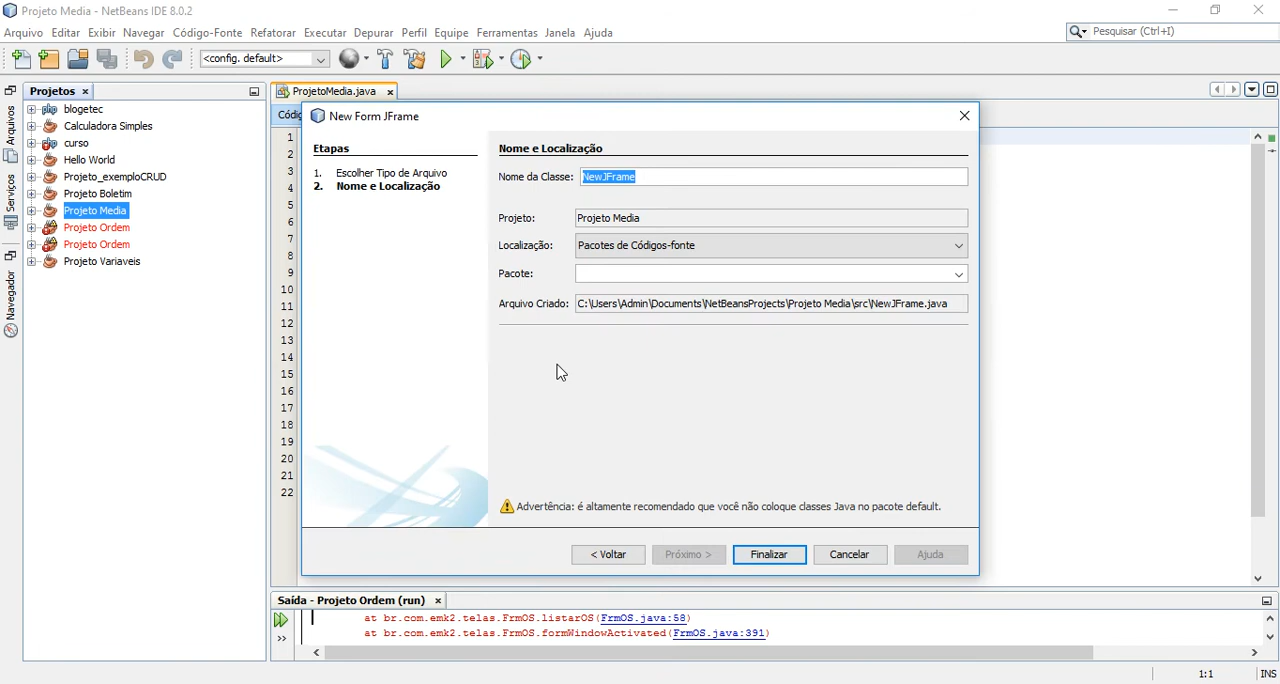 Projeto Media - NetBeans IDE 8.0.2
Arquivo Editar Exibir Navegar Código-Fonte Refatorar Executar Depurar Perfil Equipe Ferramentas Janela Ajuda
Pesquisar (Ctrl+I)
<config. default>
Projetos
ProjetoMedia.java
Arquivos
Serviços
Navegador
blogetec
Calculadora Simples
curso
Hello World
Projeto_exemploCRUD
Projeto Boletim
Projeto Media
Projeto Ordem
Projeto Ordem
Projeto Variaveis
Códig
1
2
3
4
5
6
7
8
9
10
11
12
13
14
15
16
17
18
19
20
21
22
New Form JFrame
Etapas
1. Escolher Tipo de Arquivo
2. Nome e Localização
Nome e Localização
Nome da Classe: NewJFrame
Projeto: Projeto Media
Localização: Pacotes de Códigos-fonte
Pacote:
Arquivo Criado: C:\Users\Admin\Documents\NetBeansProjects\Projeto Media\src\NewJFrame.java
Advertência: é altamente recomendado que você não coloque classes Java no pacote default.
< Voltar Próximo > Finalizar Cancelar Ajuda
Saída - Projeto Ordem (run)
at br.com.emk2.telas.FrmOS.listarOS(FrmOS.java:58)
at br.com.emk2.telas.FrmOS.formWindowActivated(FrmOS.java:391)
1:1 INS